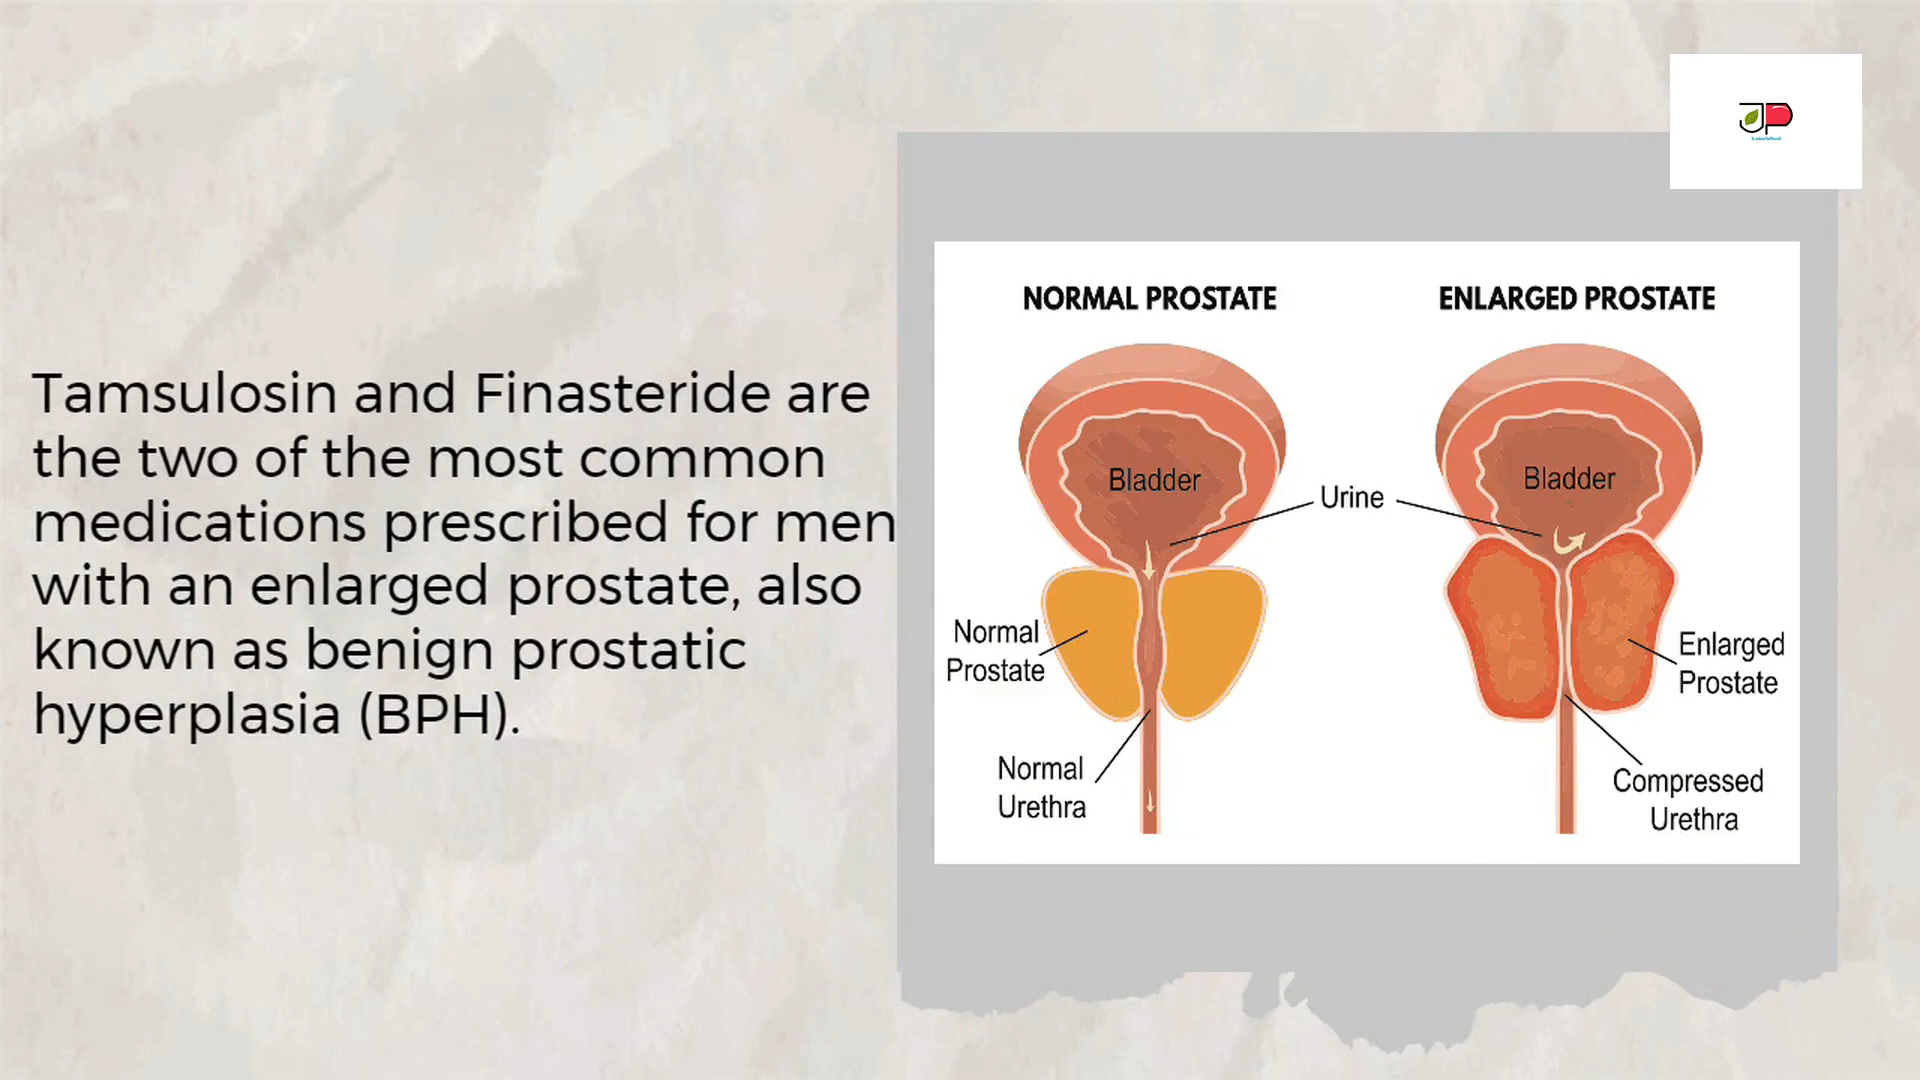 Tamsulosin and Finasteride are
the two of the most common
medications prescribed for men
with an enlarged prostate, also
known as benign prostatic
hyperplasia (BPH).
JP
NORMAL PROSTATE
ENLARGED PROSTATE
Bladder
Bladder
Urine
Normal
Prostate
Enlarged
Prostate
Normal
Urethra
Compressed
Urethra